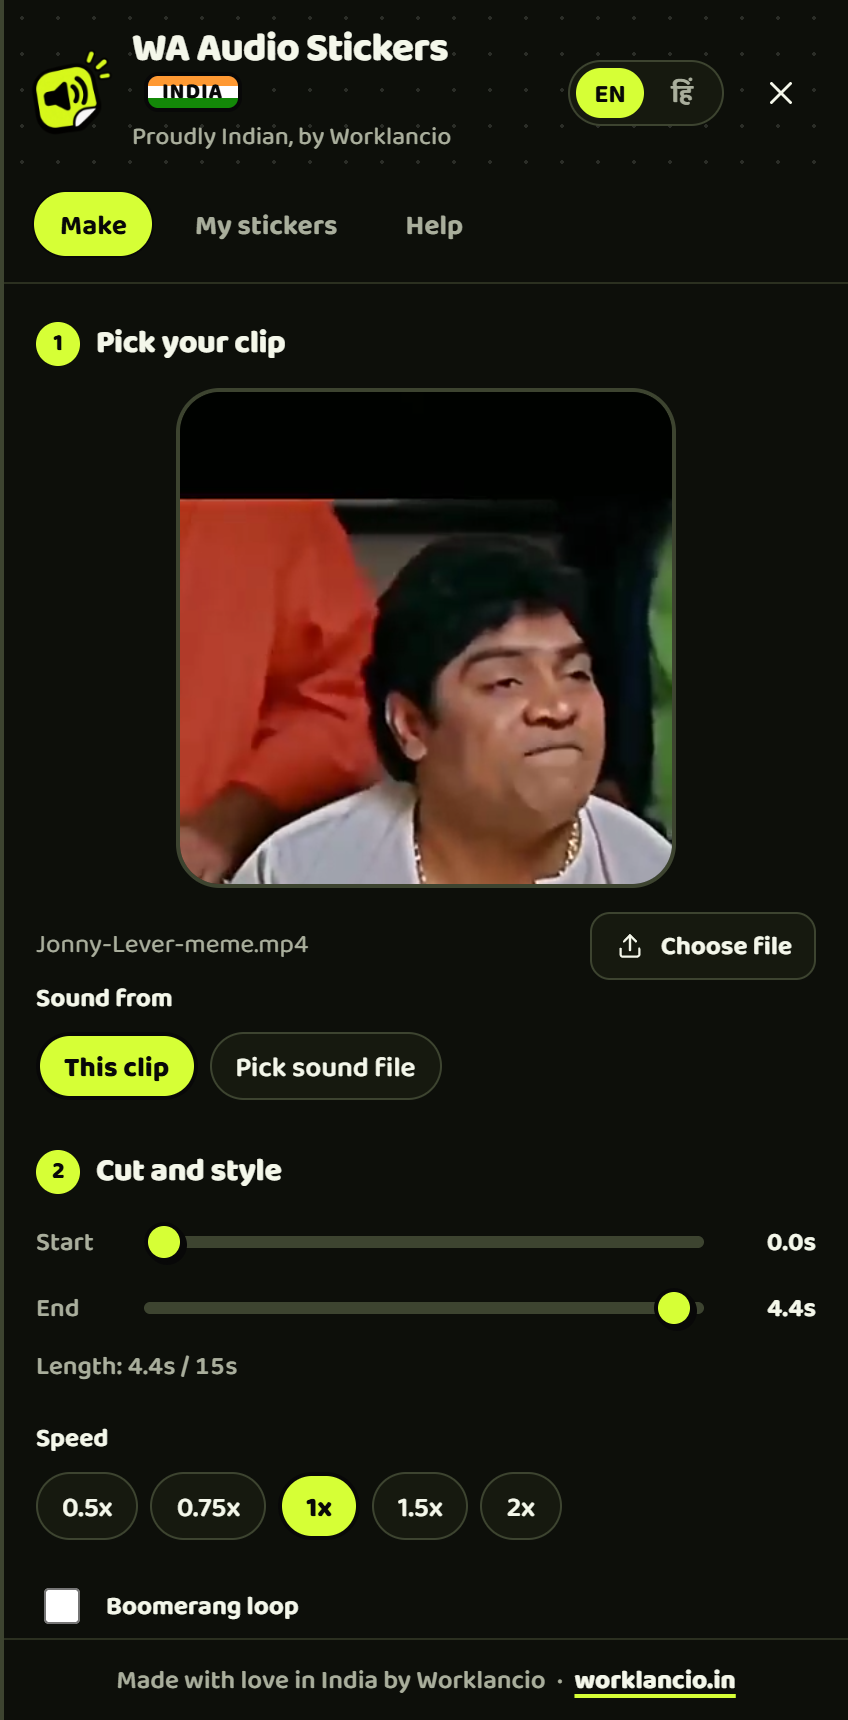 WA Audio Stickers
INDIA
Proudly Indian, by Worklancio
EN हिं
Make My stickers Help
1 Pick your clip
Jonny-Lever-meme.mp4
Choose file
Sound from
This clip Pick sound file
2 Cut and style
Start 0.0s
End 4.4s
Length: 4.4s / 15s
Speed
0.5x 0.75x 1x 1.5x 2x
Boomerang loop
Made with love in India by Worklancio · worklancio.in